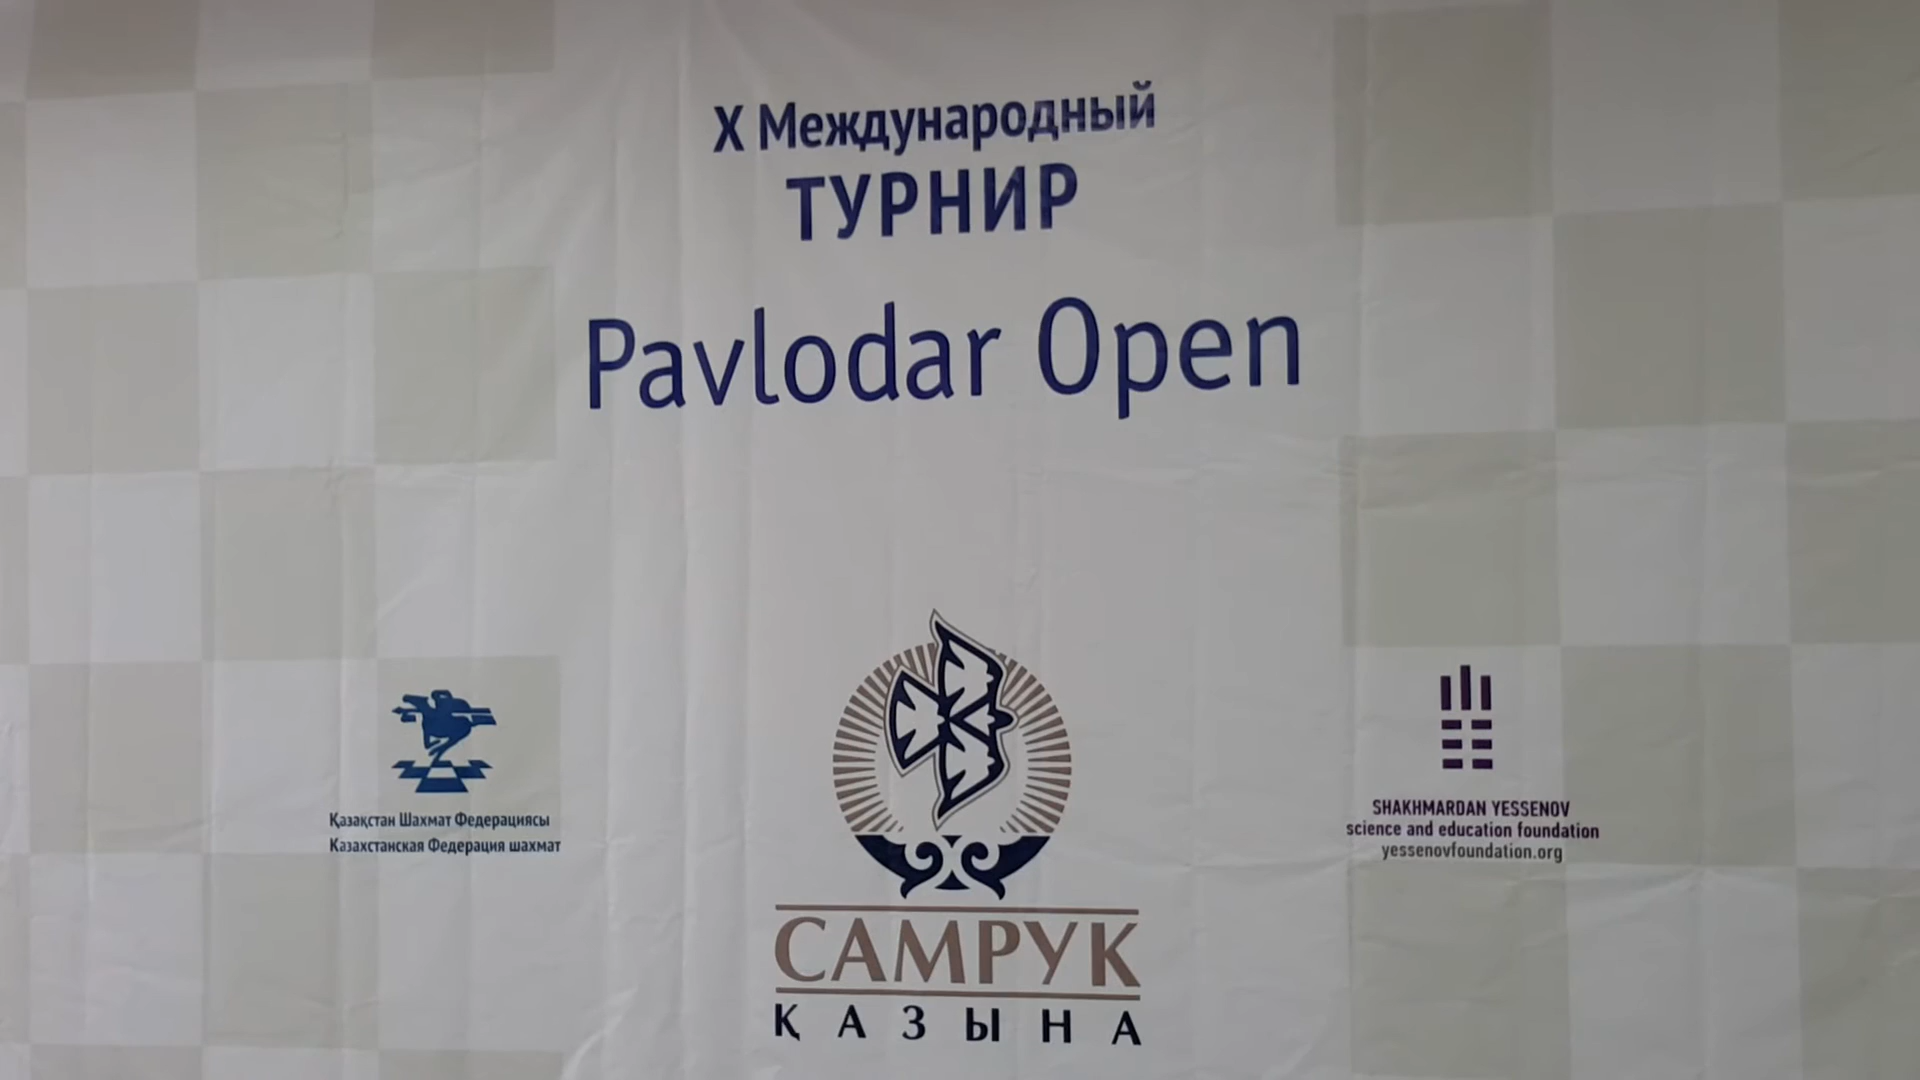 X Международный
ТУРНИР
Pavlodar Open
Қазақстан Шахмат Федерациясы
Казахстанская Федерация шахмат
САМРУК
ҚАЗЫНА
SHAKHMARDAN YESSENOV
science and education foundation
yessenovfoundation.org